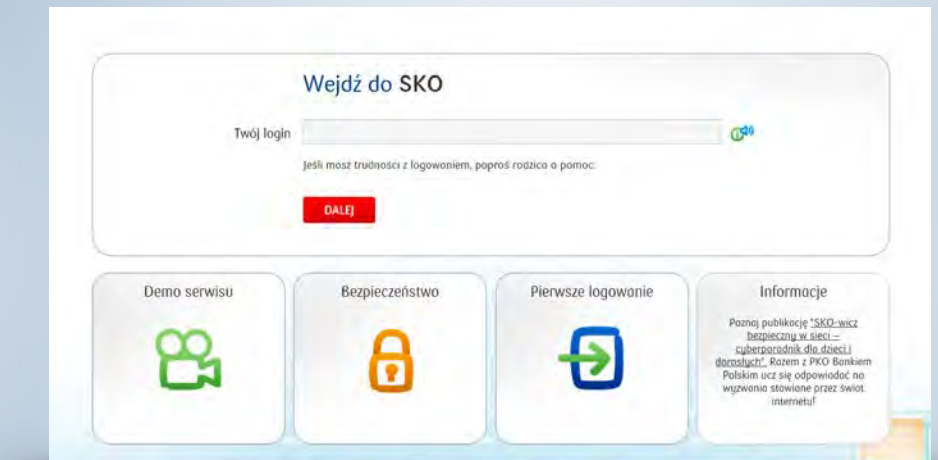 Wejdź do SKO
Twój login
Jeśli masz trudności z logowaniem, poproś rodzica o pomoc.
DALEJ
Demo serwisu
Bezpieczeństwo
Pierwsze logowanie
Informacje
Poznaj publikację "SKO-wicz
bezpieczny w sieci –
cyberporadnik dla dzieci i
dorosłych". Razem z PKO Bankiem
Polskim ucz się odpowiadać na
wyzwania stawiane przez świat
internetu!